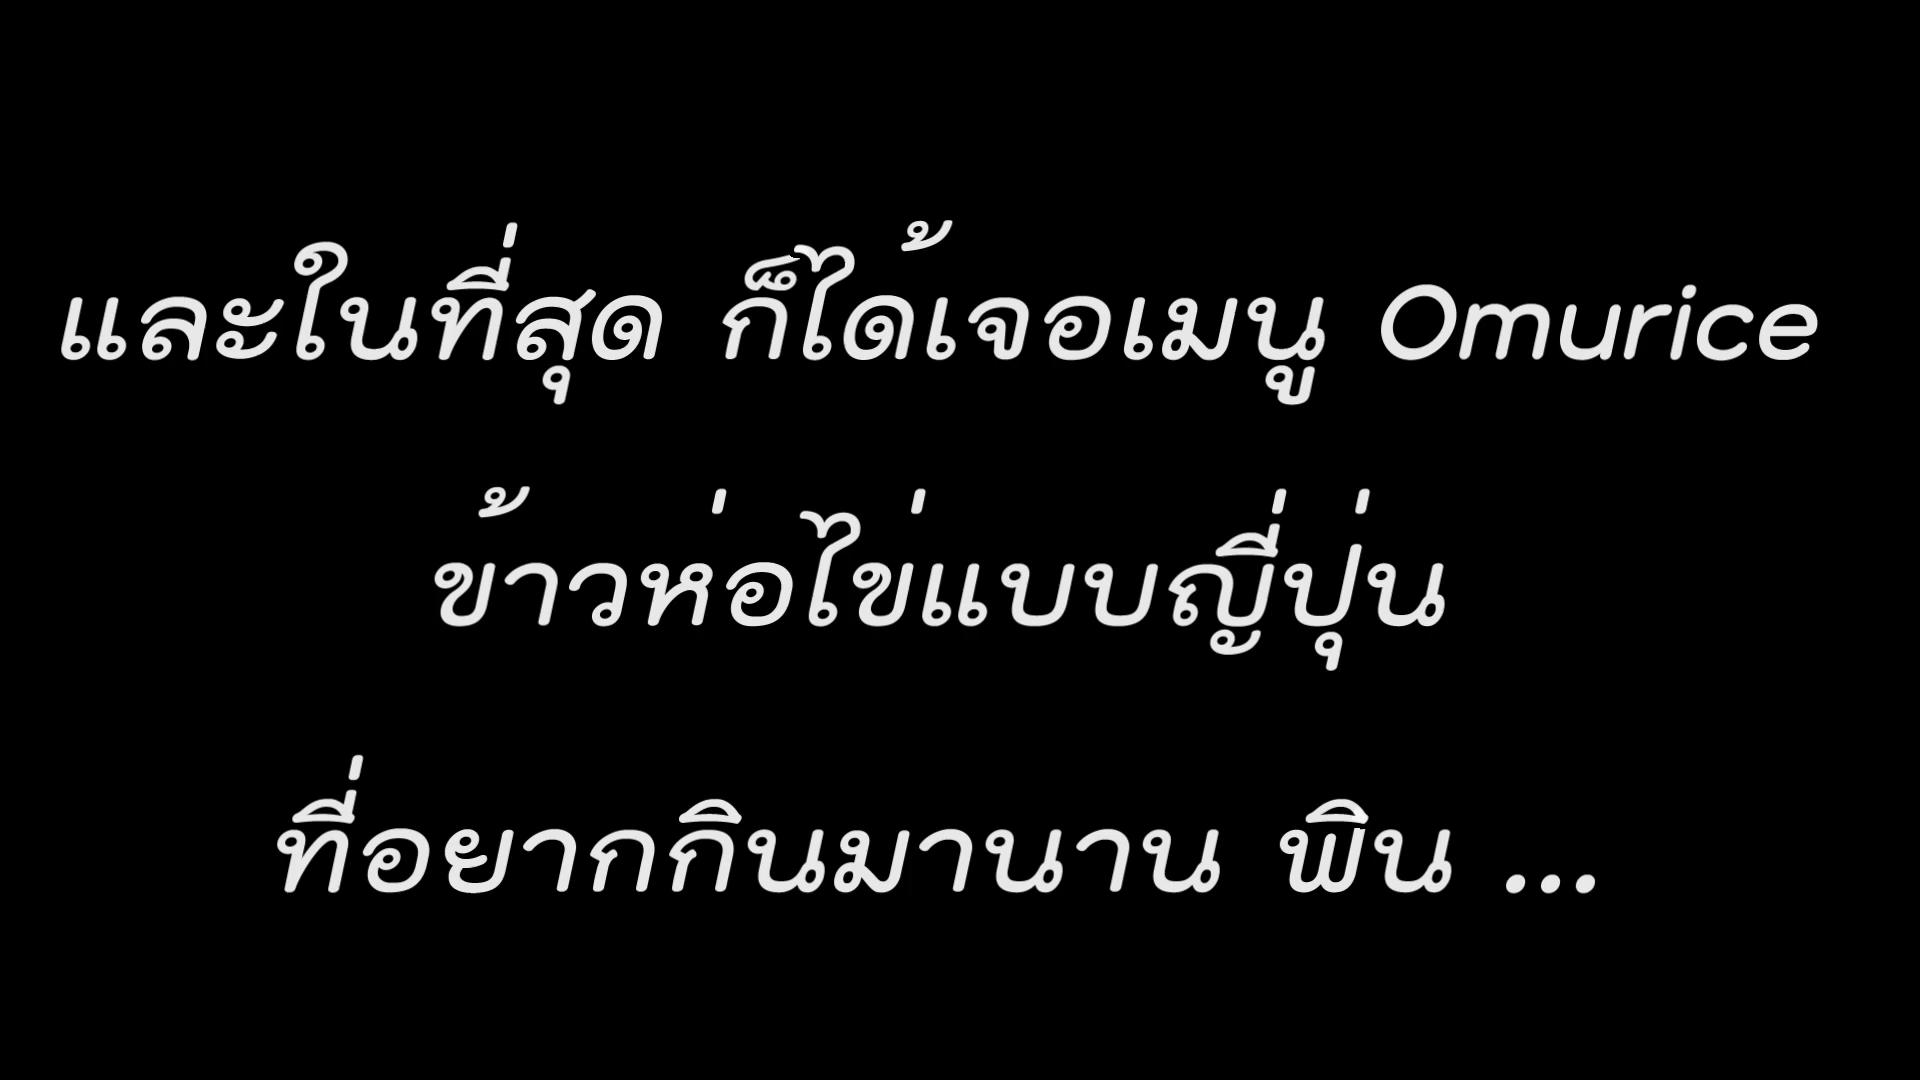 และในที่สุด ก็ได้เจอเมนู Omurice
ข้าวห่อไข่แบบญี่ปุ่น
ที่อยากกินมานาน พิน ...